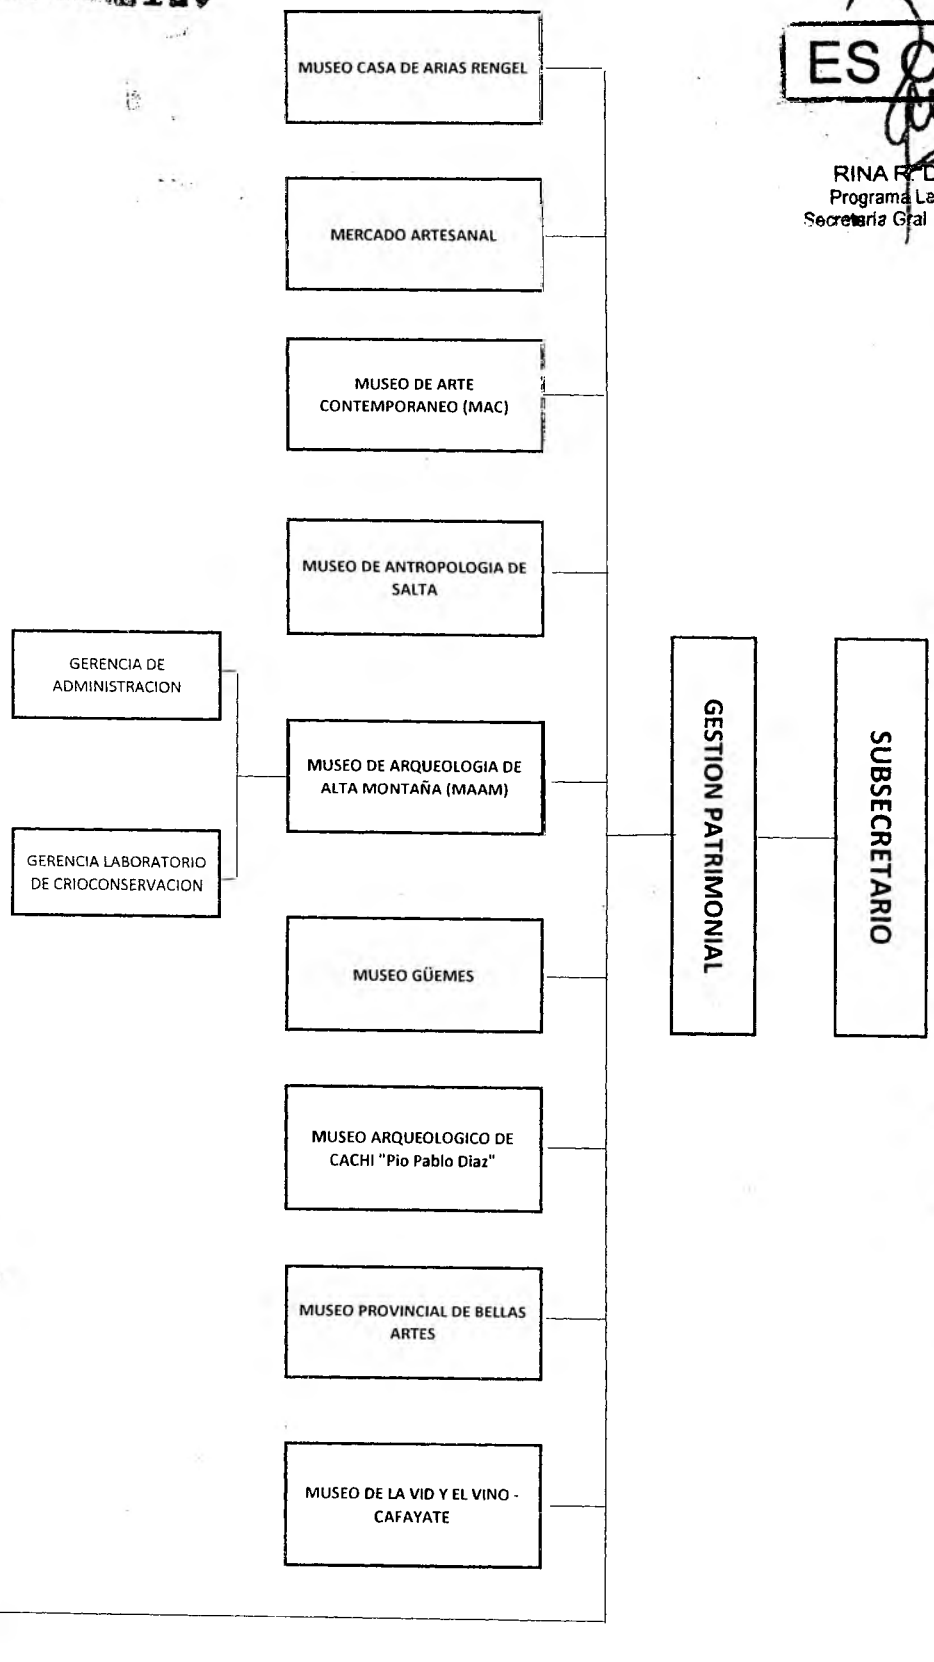 MUSEO CASA DE ARIAS RENGEL
ES
RINA R. D
Programa La
Secretaria Gral
MERCADO ARTESANAL
MUSEO DE ARTE
CONTEMPORANEO (MAC)
MUSEO DE ANTROPOLOGIA DE
SALTA
GERENCIA DE
ADMINISTRACION
MUSEO DE ARQUEOLOGIA DE
ALTA MONTAÑA (MAAM)
GERENCIA LABORATORIO
DE CRIOCONSERVACION
GESTION PATRIMONIAL
SUBSECRETARIO
MUSEO GÜEMES
MUSEO ARQUEOLOGICO DE
CACHI "Pio Pablo Diaz"
MUSEO PROVINCIAL DE BELLAS
ARTES
MUSEO DE LA VID Y EL VINO -
CAFAYATE